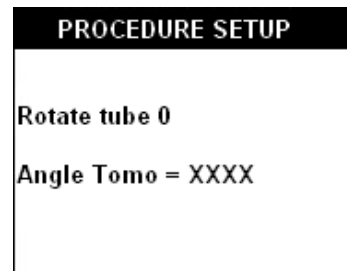 PROCEDURE SETUP
Rotate tube 0
Angle Tomo = XXXX